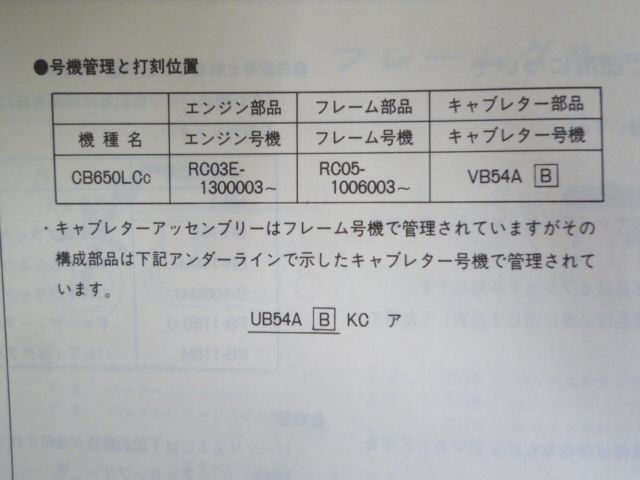 ●号機管理と打刻位置
エンジン部品 フレーム部品 キャブレター部品
機種名 エンジン号機 フレーム号機 キャブレター号機
CB650LCC RC03E-1300003～ RC05-1006003～ VB54A B
・キャブレターアッセンブリーはフレーム号機で管理されていますがその
構成部品は下記アンダーラインで示したキャブレター号機で管理されて
います。
UB54A B KC ア